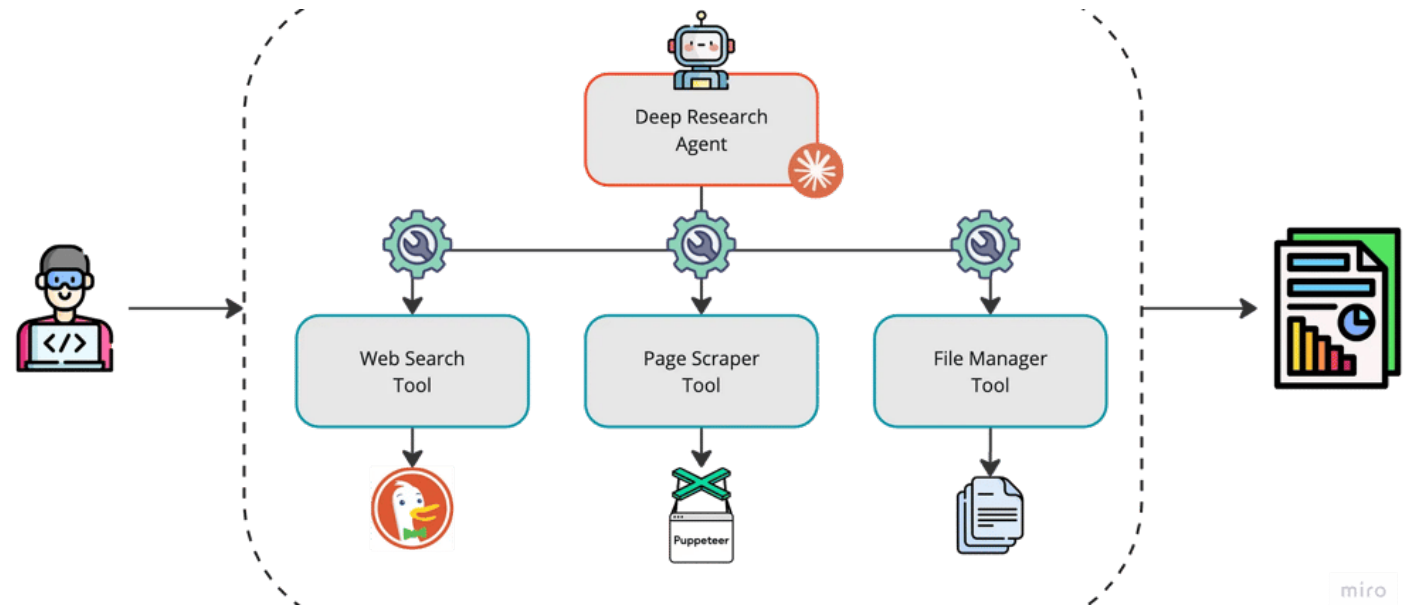 Deep Research
Agent
Web Search
Tool
Page Scraper
Tool
File Manager
Tool
</>
Puppeteer
miro